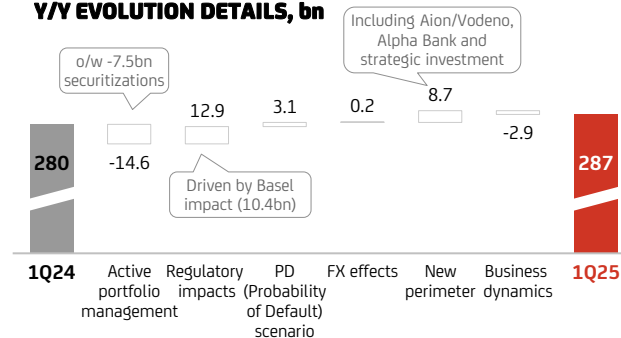 Y/Y EVOLUTION DETAILS, bn
Including Aion/Vodeno,
Alpha Bank and
strategic investment
o/w -7.5bn
securitizations
280
-14.6
12.9
3.1
0.2
8.7
-2.9
287
Driven by Basel
impact (10.4bn)
1Q24
Active
portfolio
management
Regulatory
impacts
PD
(Probability
of Default)
scenario
FX effects
New
perimeter
Business
dynamics
1Q25